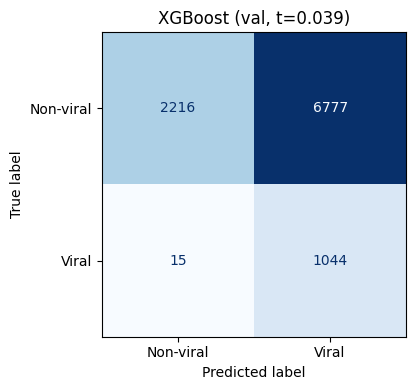 XGBoost (val, t=0.039)
True label
Non-viral
2216 6777
Viral
15 1044
Non-viral Viral
Predicted label